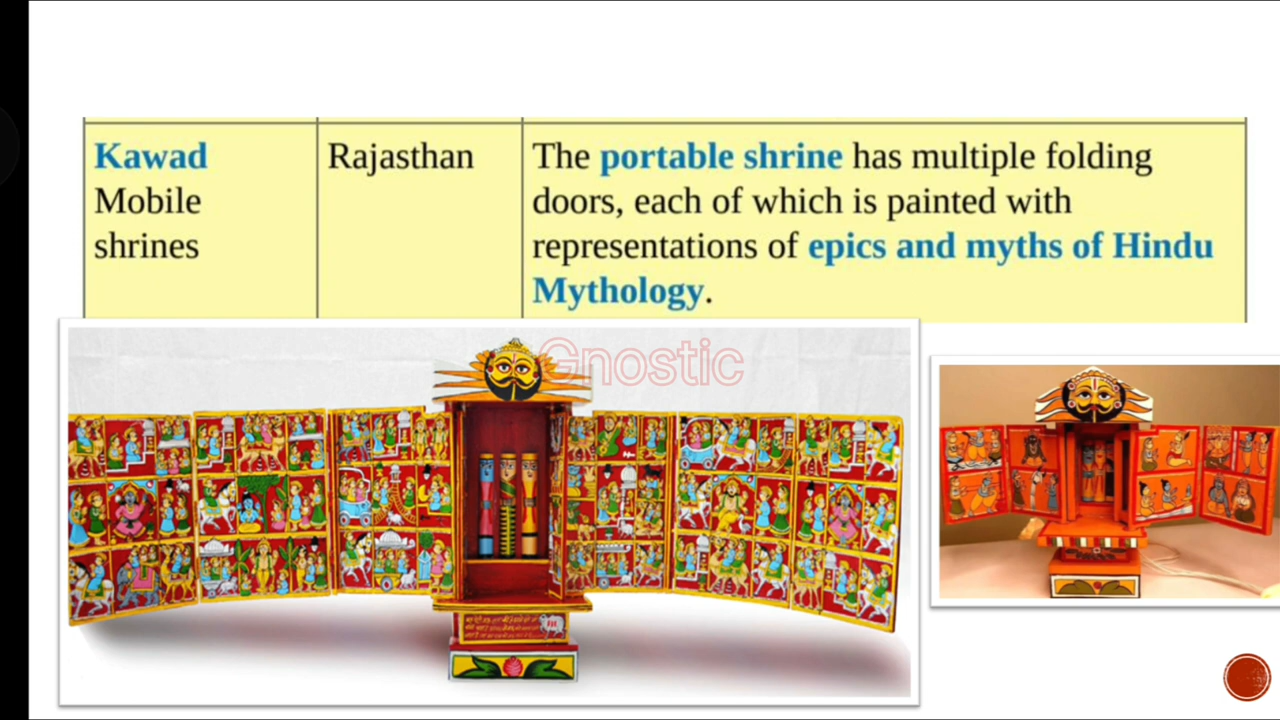 Kawad
Mobile
shrines
Rajasthan
The portable shrine has multiple folding
doors, each of which is painted with
representations of epics and myths of Hindu
Mythology.
Gnostic